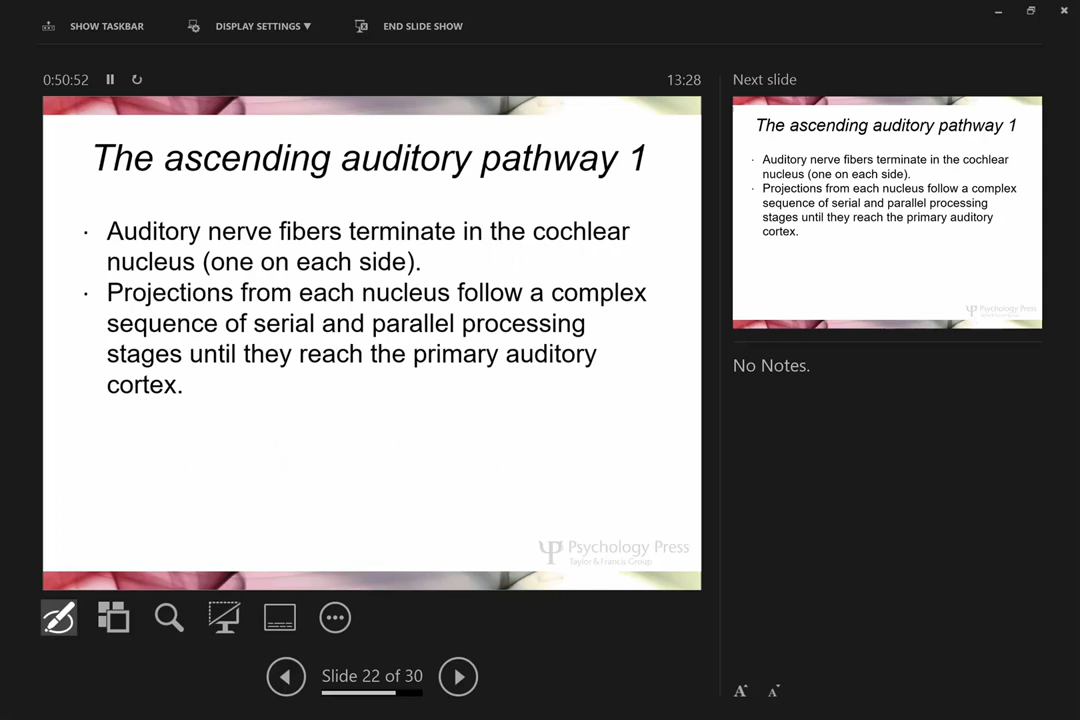 SHOW TASKBAR
DISPLAY SETTINGS ▼
END SLIDE SHOW
0:50:52
13:28
The ascending auditory pathway 1
· Auditory nerve fibers terminate in the cochlear
nucleus (one on each side).
· Projections from each nucleus follow a complex
sequence of serial and parallel processing
stages until they reach the primary auditory
cortex.
Psychology Press
Taylor & Francis Group
Slide 22 of 30
Next slide
The ascending auditory pathway 1
· Auditory nerve fibers terminate in the cochlear
nucleus (one on each side).
· Projections from each nucleus follow a complex
sequence of serial and parallel processing
stages until they reach the primary auditory
cortex.
Psychology Press
No Notes.
A A